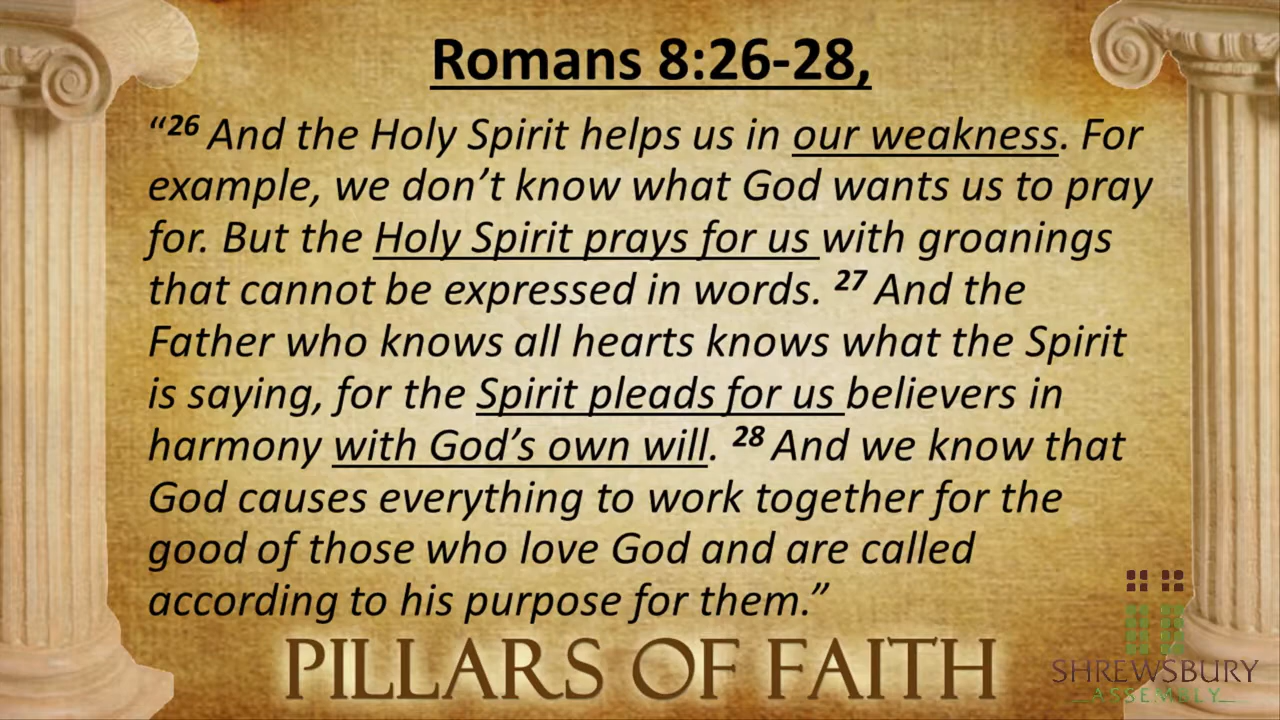 Romans 8:26-28,
“26 And the Holy Spirit helps us in our weakness. For
example, we don’t know what God wants us to pray
for. But the Holy Spirit prays for us with groanings
that cannot be expressed in words. 27 And the
Father who knows all hearts knows what the Spirit
is saying, for the Spirit pleads for us believers in
harmony with God’s own will. 28 And we know that
God causes everything to work together for the
good of those who love God and are called
according to his purpose for them.”
PILLARS OF FAITH
SHREWSBURY
ASSEMBLY